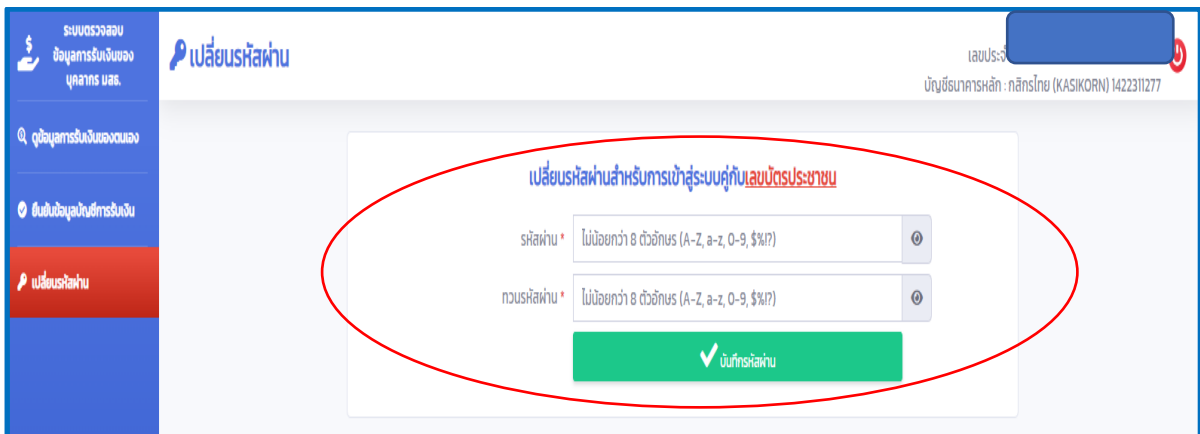 ระบบตรวจสอบ
ข้อมูลการรับเงินของ
บุคลากร มสธ.
ดูข้อมูลการรับเงินของตนเอง
ยืนยันข้อมูลบัญชีการรับเงิน
เปลี่ยนรหัสผ่าน
เปลี่ยนรหัสผ่าน
เลขประจำ
บัญชีธนาคารหลัก : กสิกรไทย (KASIKORN) 1422311277
เปลี่ยนรหัสผ่านสำหรับการเข้าสู่ระบบคู่กับเลขบัตรประชาชน
รหัสผ่าน * ไม่น้อยกว่า 8 ตัวอักษร (A-Z, a-z, 0-9, $%!?)
ทวนรหัสผ่าน * ไม่น้อยกว่า 8 ตัวอักษร (A-Z, a-z, 0-9, $%!?)
บันทึกรหัสผ่าน